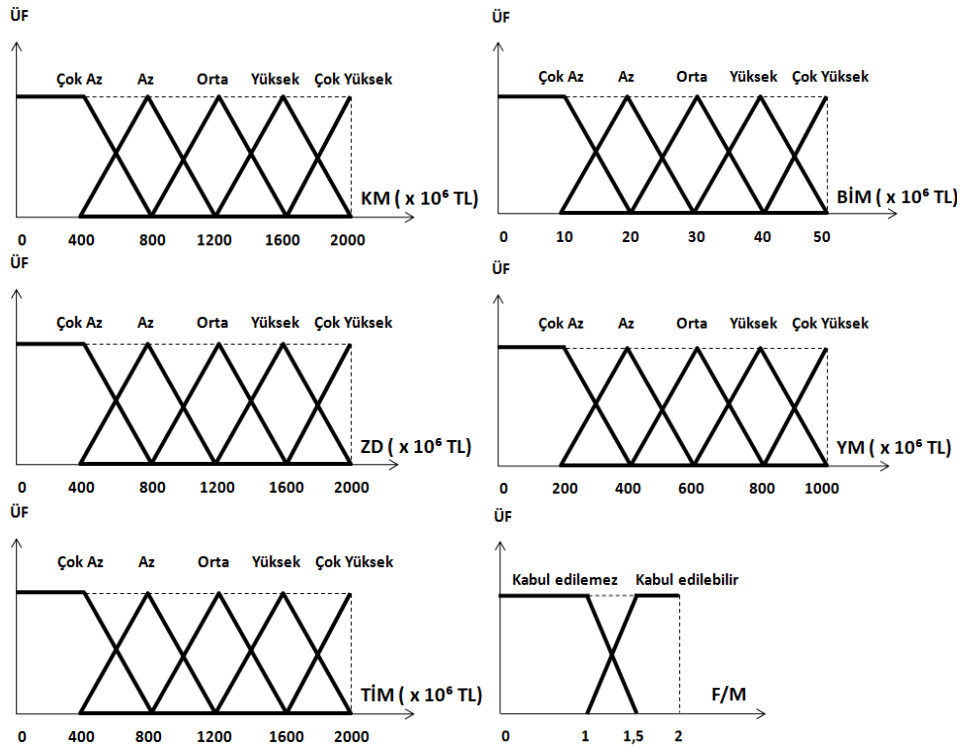 ÜF
Çok Az Az Orta Yüksek Çok Yüksek
KM ( x 10⁶ TL)
0 400 800 1200 1600 2000
ÜF
Çok Az Az Orta Yüksek Çok Yüksek
BİM ( x 10⁶ TL)
0 10 20 30 40 50
ÜF
Çok Az Az Orta Yüksek Çok Yüksek
ZD ( x 10⁶ TL)
0 400 800 1200 1600 2000
ÜF
Çok Az Az Orta Yüksek Çok Yüksek
YM ( x 10⁶ TL)
0 200 400 600 800 1000
ÜF
Çok Az Az Orta Yüksek Çok Yüksek
TİM ( x 10⁶ TL)
0 400 800 1200 1600 2000
ÜF
Kabul edilemez Kabul edilebilir
F/M
0 1 1,5 2